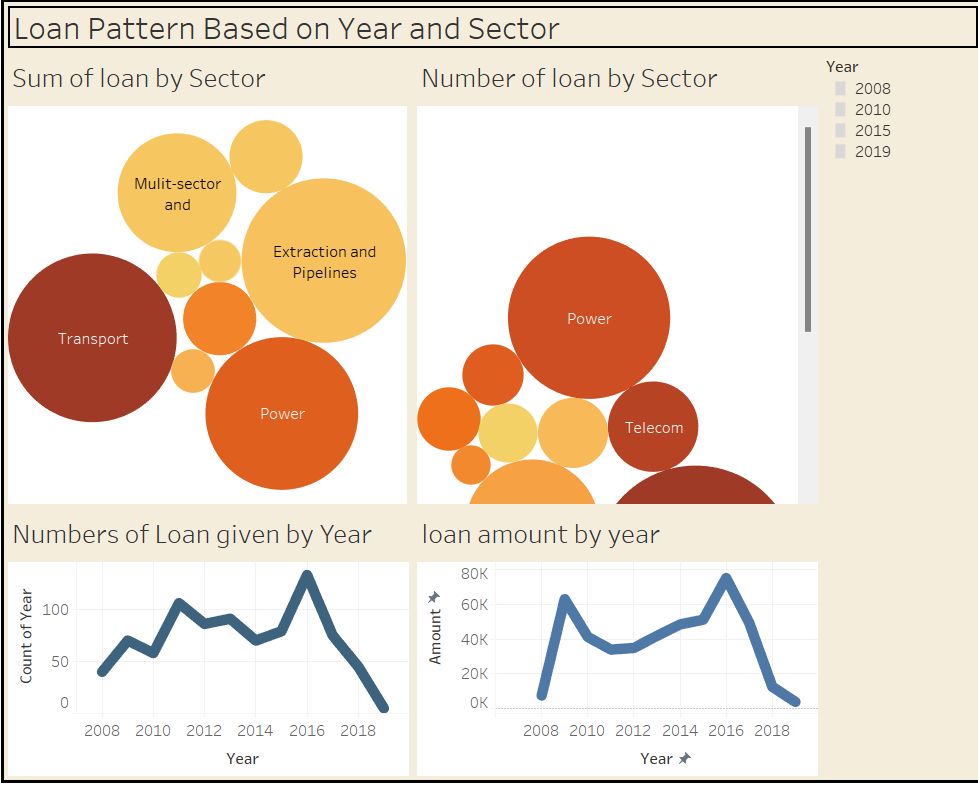 Loan Pattern Based on Year and Sector
Sum of loan by Sector
Mulit-sector
and
Extraction and
Pipelines
Transport
Power
Number of loan by Sector
Power
Telecom
Year
2008
2010
2015
2019
Numbers of Loan given by Year
Count of Year
100
50
0
2008 2010 2012 2014 2016 2018
Year
loan amount by year
Amount
80K
60K
40K
20K
0K
2008 2010 2012 2014 2016 2018
Year